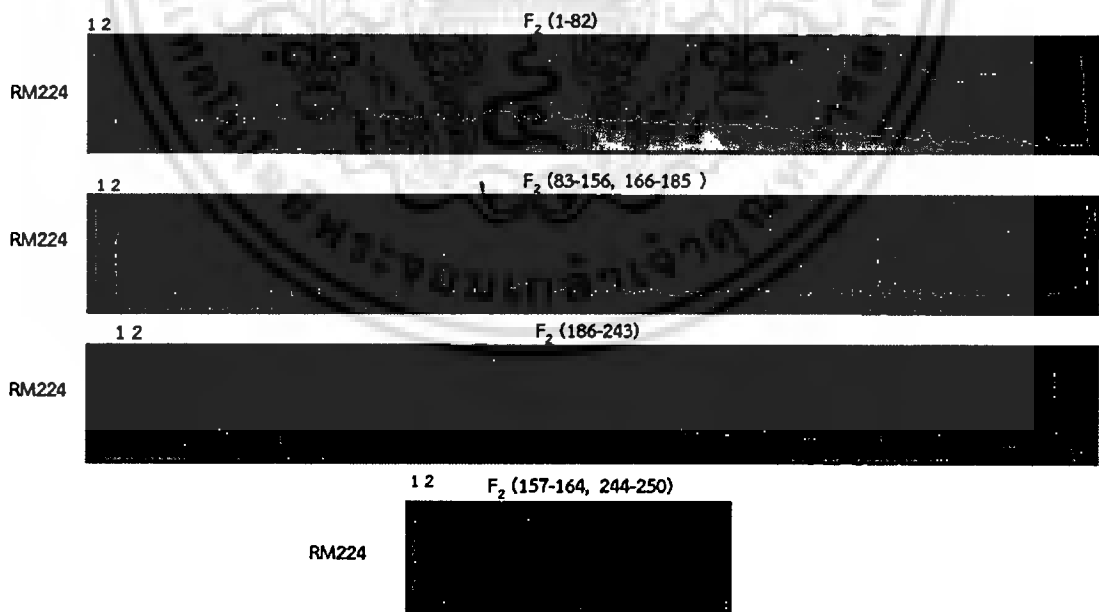 1 2 F₂ (1-82)
RM224
1 2 F₂ (83-156, 166-185 )
RM224
1 2 F₂ (186-243)
RM224
1 2 F₂ (157-164, 244-250)
RM224